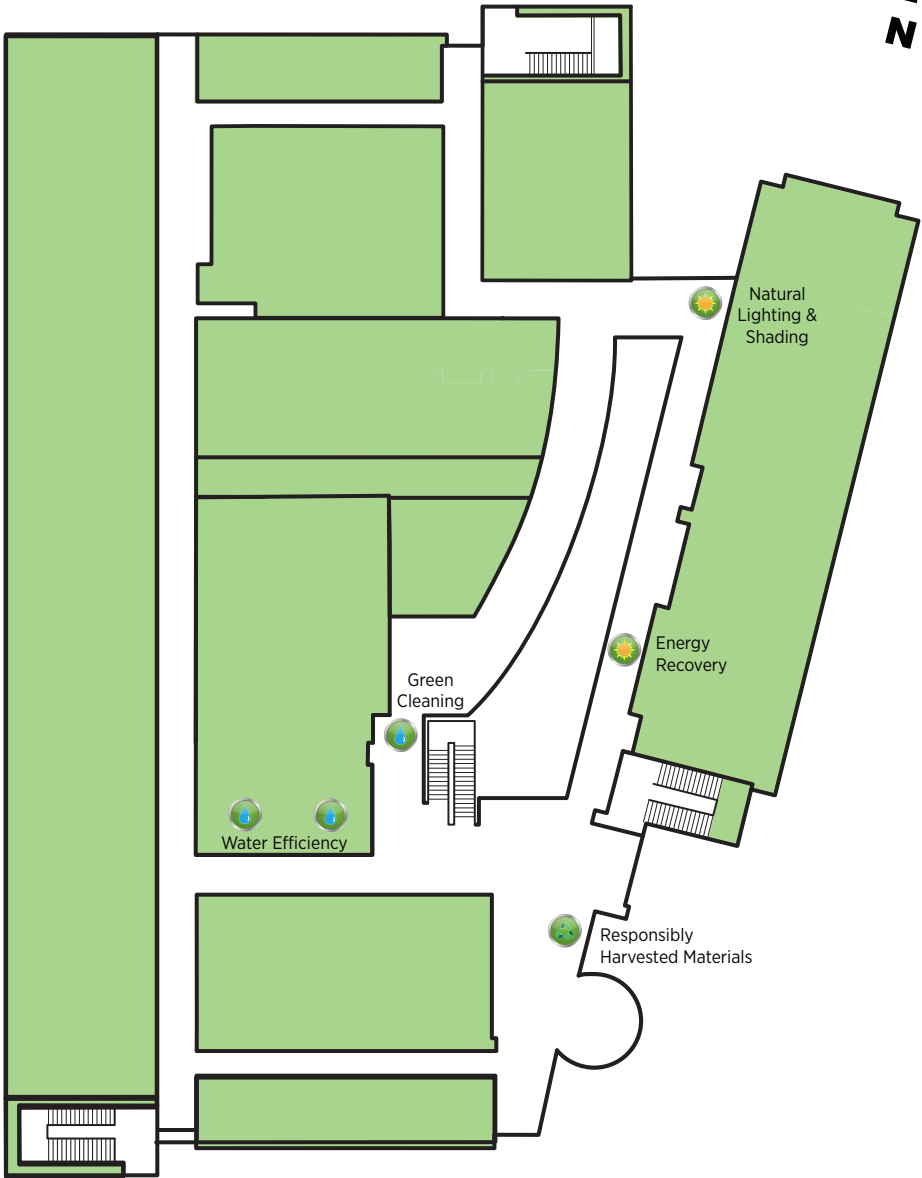 N
Natural
Lighting &
Shading
Energy
Recovery
Green
Cleaning
Water Efficiency
Responsibly
Harvested Materials